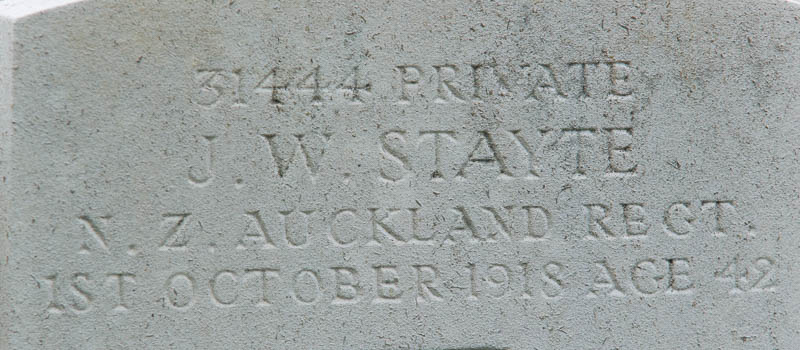 31444 PRIVATE
J. W. STAYTE
N. Z. AUCKLAND REGT.
1ST OCTOBER 1918 AGE 42